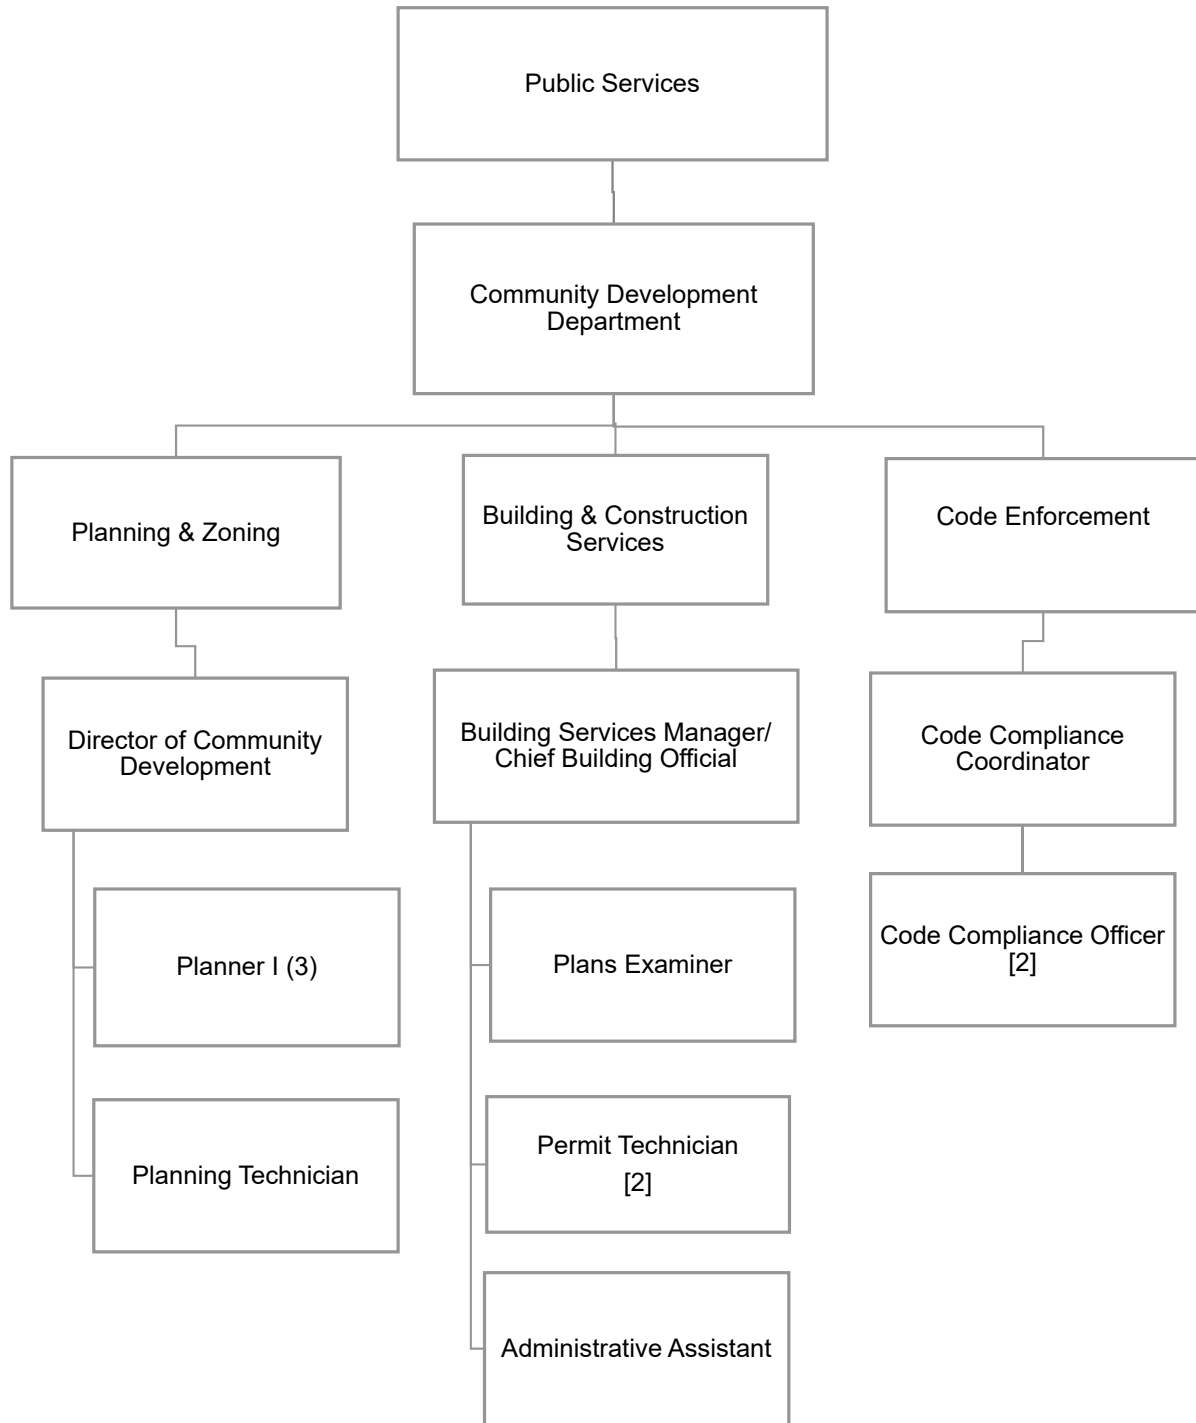 Public Services
Community Development
Department
Planning & Zoning
Building & Construction
Services
Code Enforcement
Director of Community
Development
Building Services Manager/
Chief Building Official
Code Compliance
Coordinator
Planner I (3)
Plans Examiner
Code Compliance Officer
[2]
Planning Technician
Permit Technician
[2]
Administrative Assistant